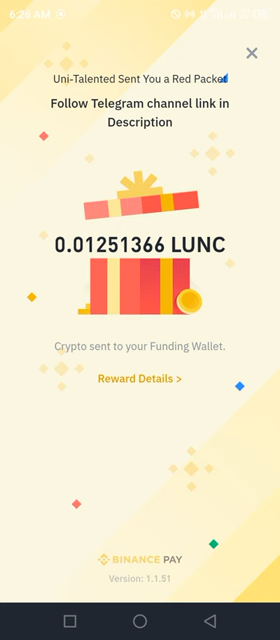 6:26 AM
Uni-Talented Sent You a Red Packet
Follow Telegram channel link in
Description
0.01251366 LUNC
Crypto sent to your Funding Wallet.
Reward Details >
BINANCE PAY
Version: 1.1.51